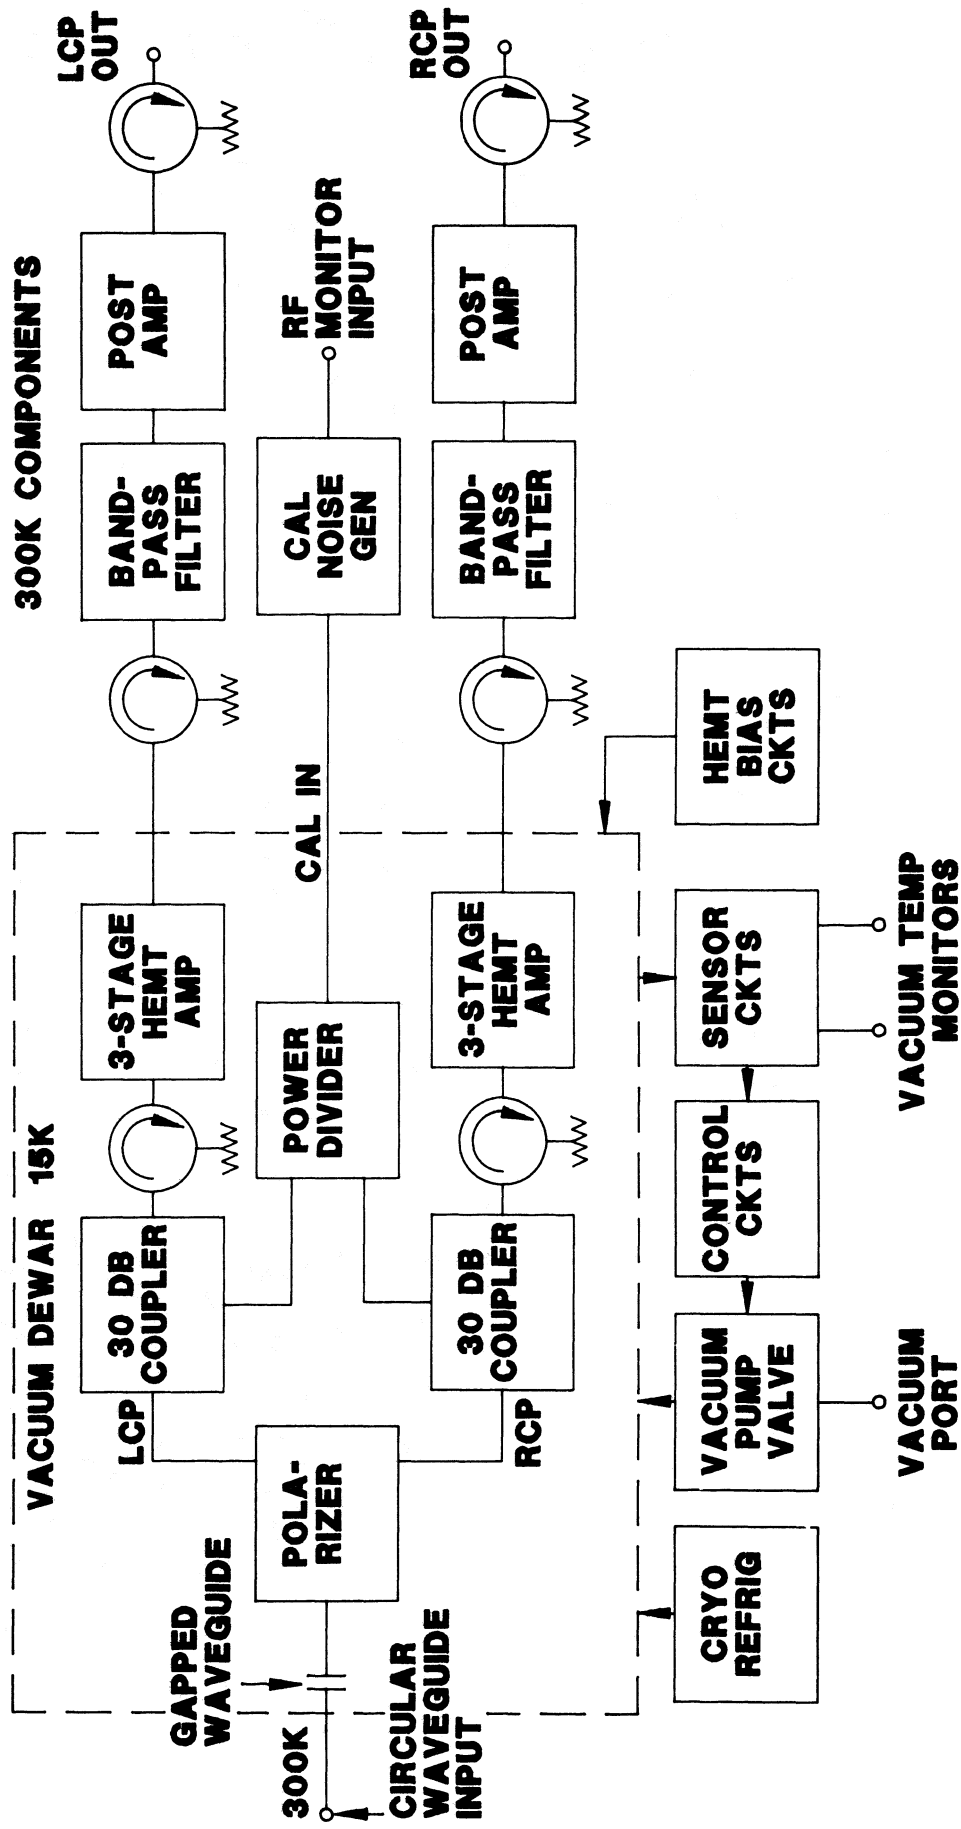 VACUUM DEWAR 15K
300K COMPONENTS
LCP
30 DB
COUPLER
3-STAGE
HEMT
AMP
BAND-
PASS
FILTER
POST
AMP
LCP
OUT
GAPPED
WAVEGUIDE
300K
CIRCULAR
WAVEGUIDE
INPUT
POLA-
RIZER
POWER
DIVIDER
CAL IN
CAL
NOISE
GEN
RF
MONITOR
INPUT
RCP
30 DB
COUPLER
3-STAGE
HEMT
AMP
BAND-
PASS
FILTER
POST
AMP
RCP
OUT
CRYO
REFRIG
VACUUM
PUMP
VALVE
CONTROL
CKTS
SENSOR
CKTS
HEMT
BIAS
CKTS
VACUUM
PORT
VACUUM TEMP
MONITORS